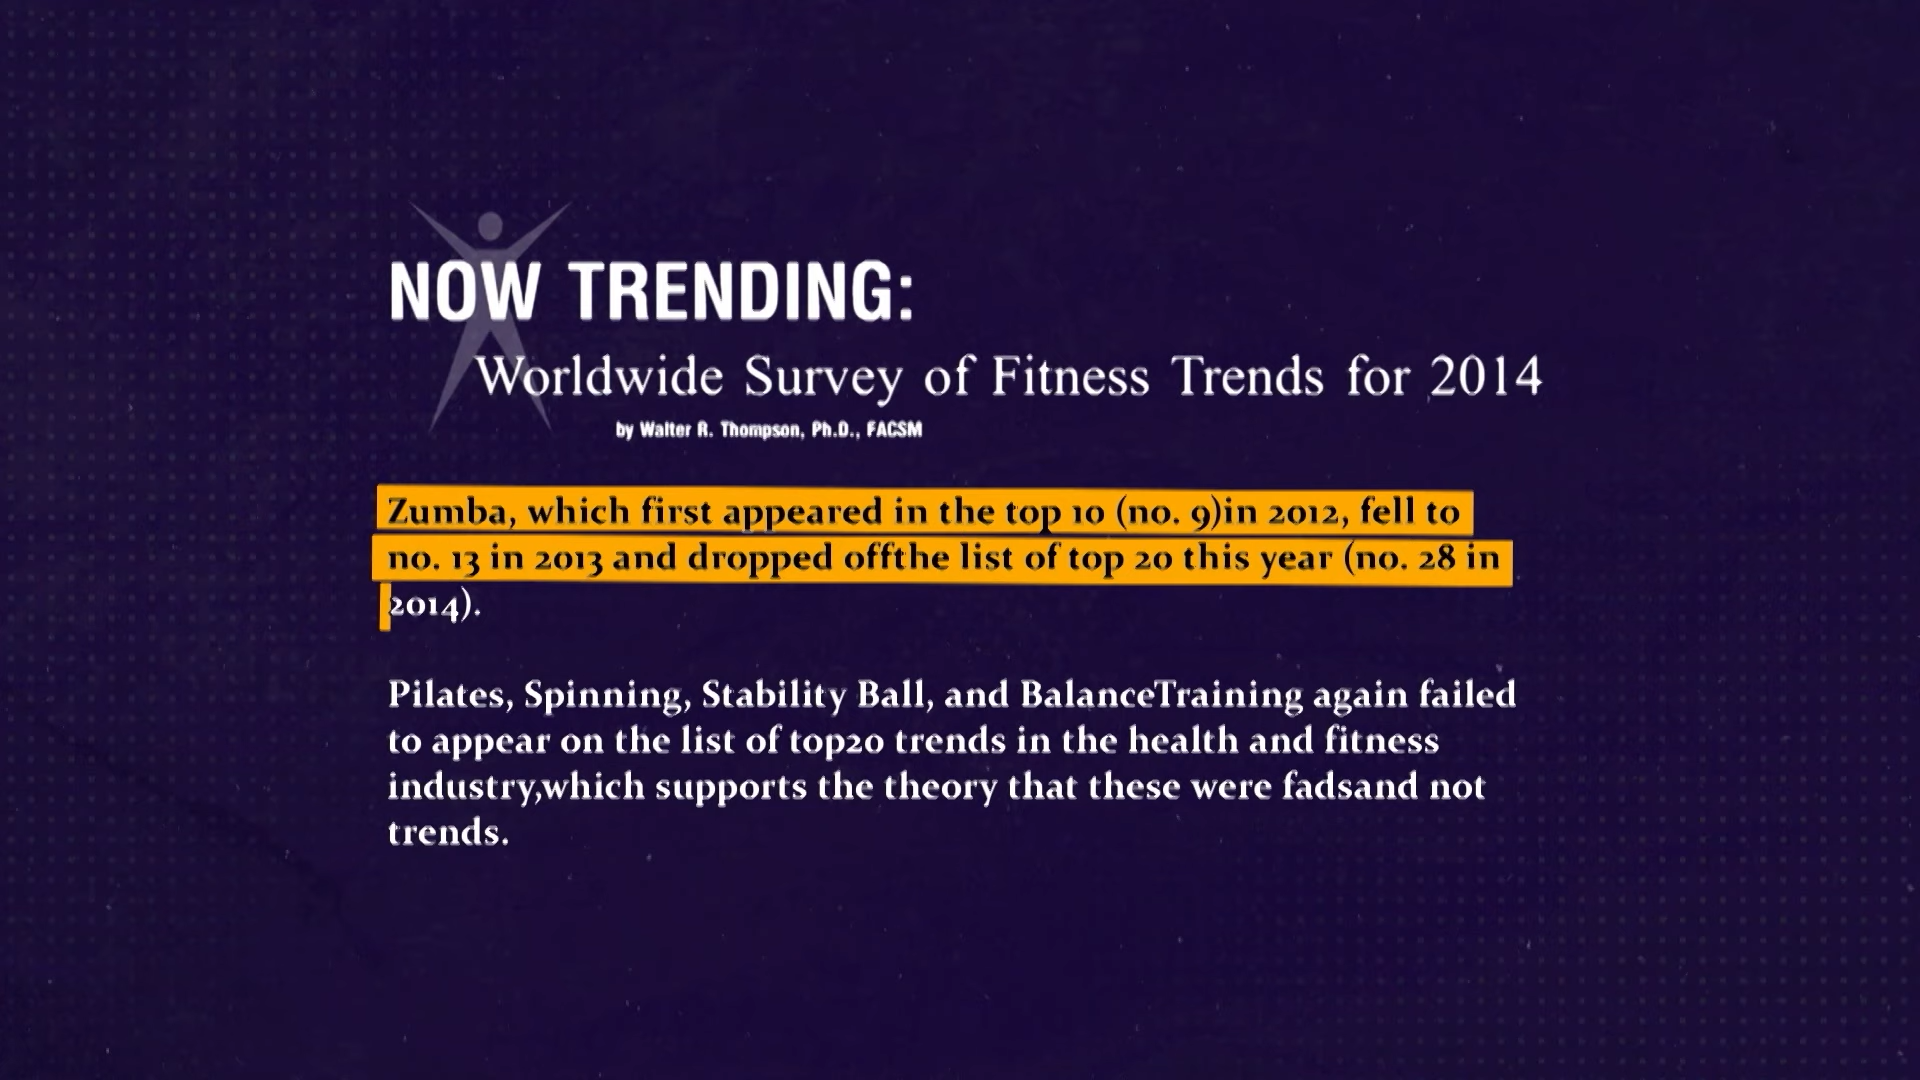 NOW TRENDING:
Worldwide Survey of Fitness Trends for 2014
by Walter R. Thompson, Ph.D., FACSM
Zumba, which first appeared in the top 10 (no. 9)in 2012, fell to
no. 13 in 2013 and dropped offthe list of top 20 this year (no. 28 in
2014).
Pilates, Spinning, Stability Ball, and BalanceTraining again failed
to appear on the list of top20 trends in the health and fitness
industry,which supports the theory that these were fadsand not
trends.